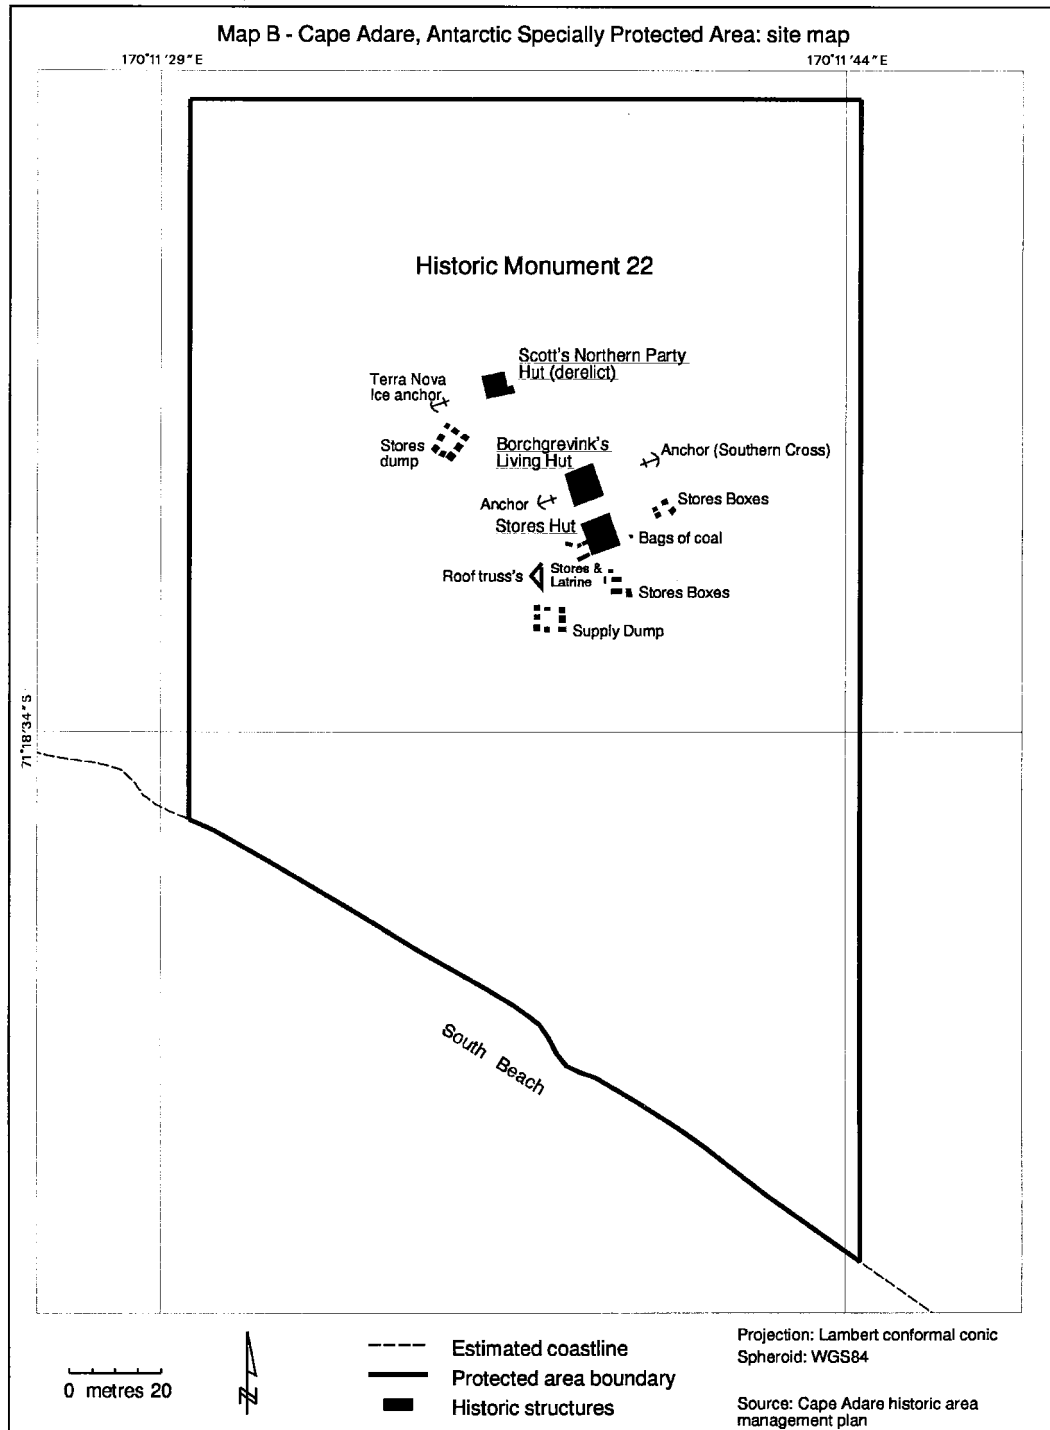 Map B - Cape Adare, Antarctic Specially Protected Area: site map
170°11'29"E
170°11'44"E
Historic Monument 22
Scott's Northern Party
Hut (derelict)
Terra Nova
Ice anchor
Stores
dump
Borchgrevink's
Living Hut
Anchor (Southern Cross)
Anchor
Stores Boxes
Stores Hut
Bags of coal
Roof truss's
Stores &
Latrine
Stores Boxes
Supply Dump
71°18'34"S
South Beach
0 metres 20
N
Estimated coastline
Protected area boundary
Historic structures
Projection: Lambert conformal conic
Spheroid: WGS84
Source: Cape Adare historic area
management plan